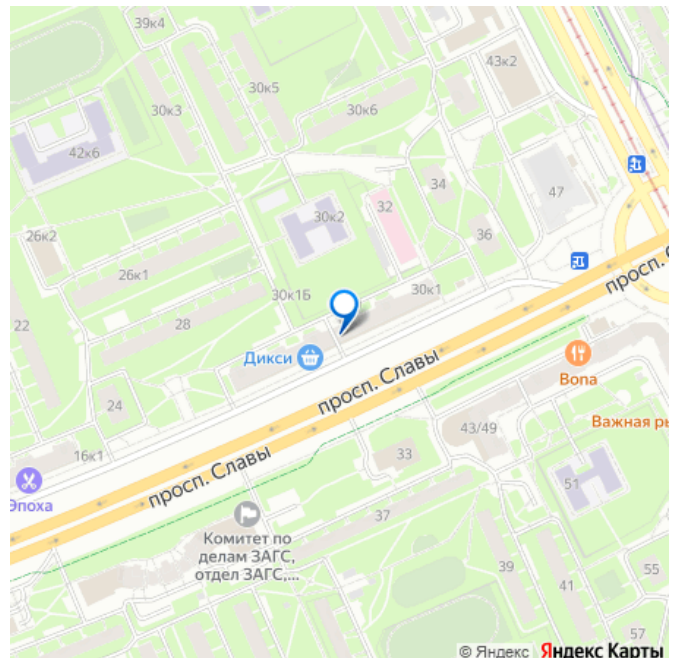 39к4
43к2
30к5
30к3
30к6
42к6
34
47
32
30к2
36
26к2
26к1
просп. С
30к1Б
30к1
22
28
Дикси
просп. Славы
Bona
24
Важная ры
43/49
16к1
33
просп. Славы
Эпоха
51
37
Комитет по
делам ЗАГС,
отдел ЗАГС,...
39
41
55
57
© Яндекс Яндекс Карты